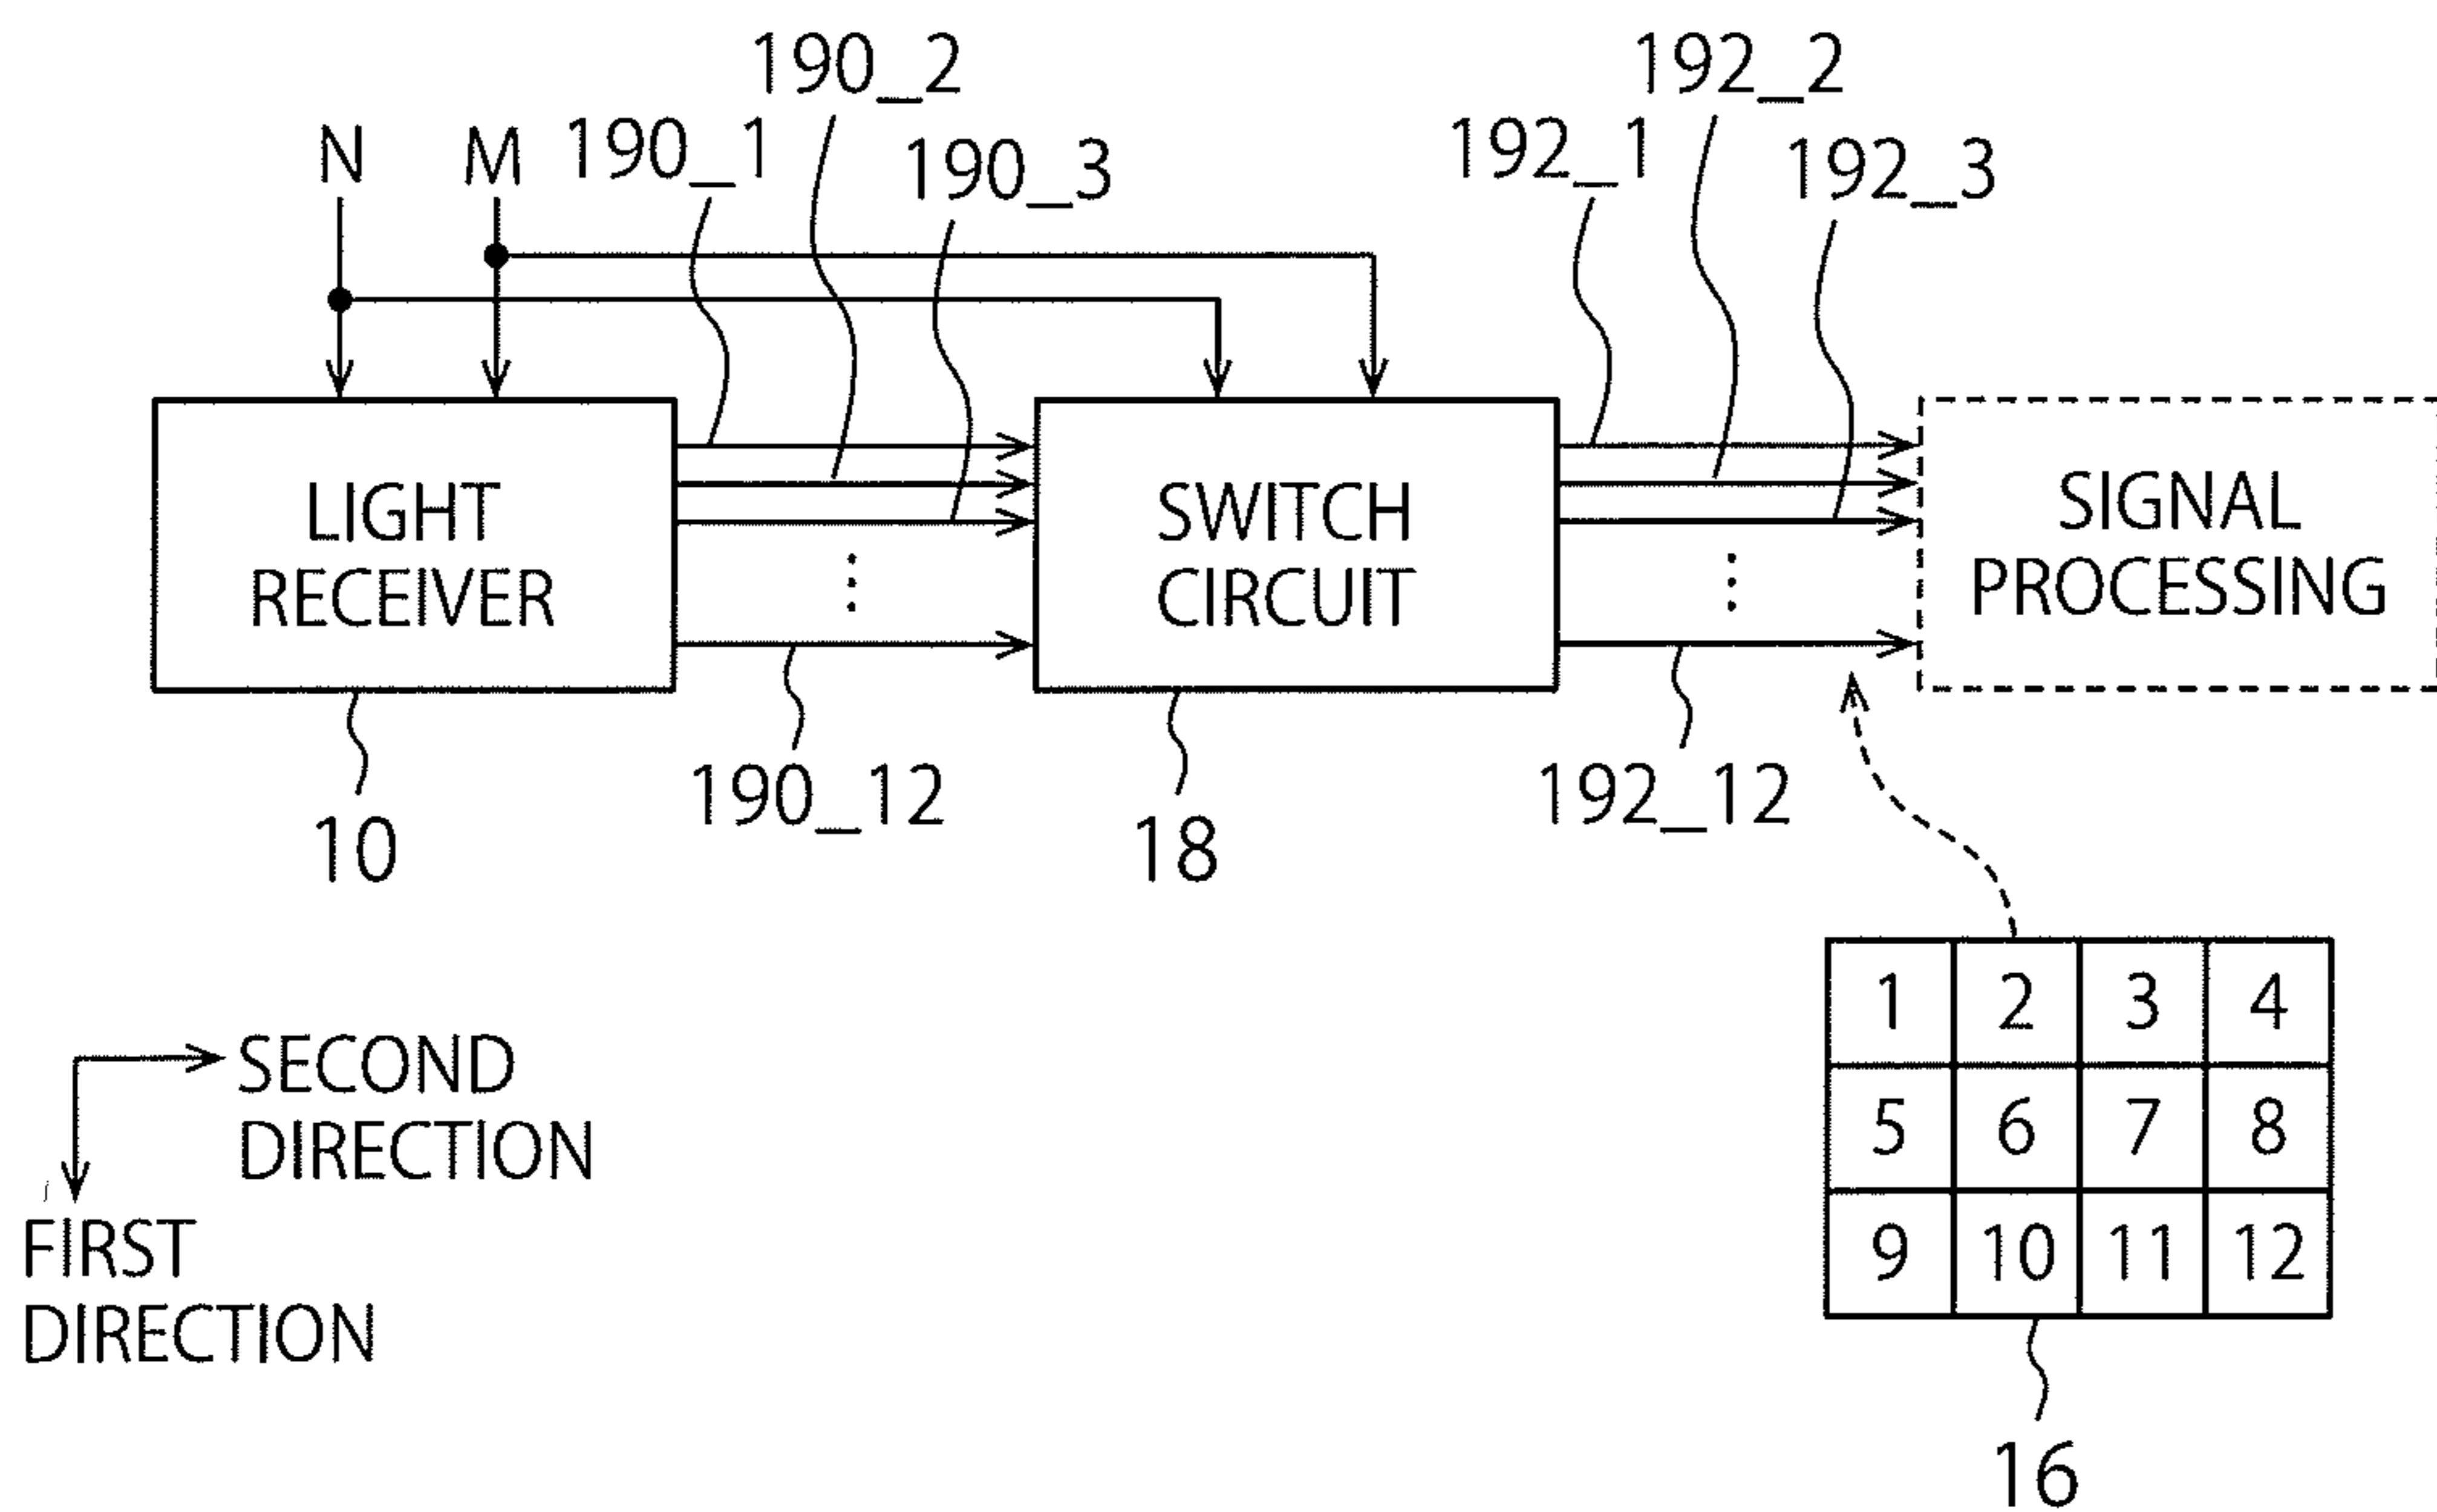 190_2
192_2
N
M
190_1
190_3
192_1
192_3
LIGHT
RECEIVER
SWITCH
CIRCUIT
SIGNAL
PROCESSING
190_12
192_12
10
18
1 2 3 4
5 6 7 8
9 10 11 12
SECOND
DIRECTION
FIRST
DIRECTION
16